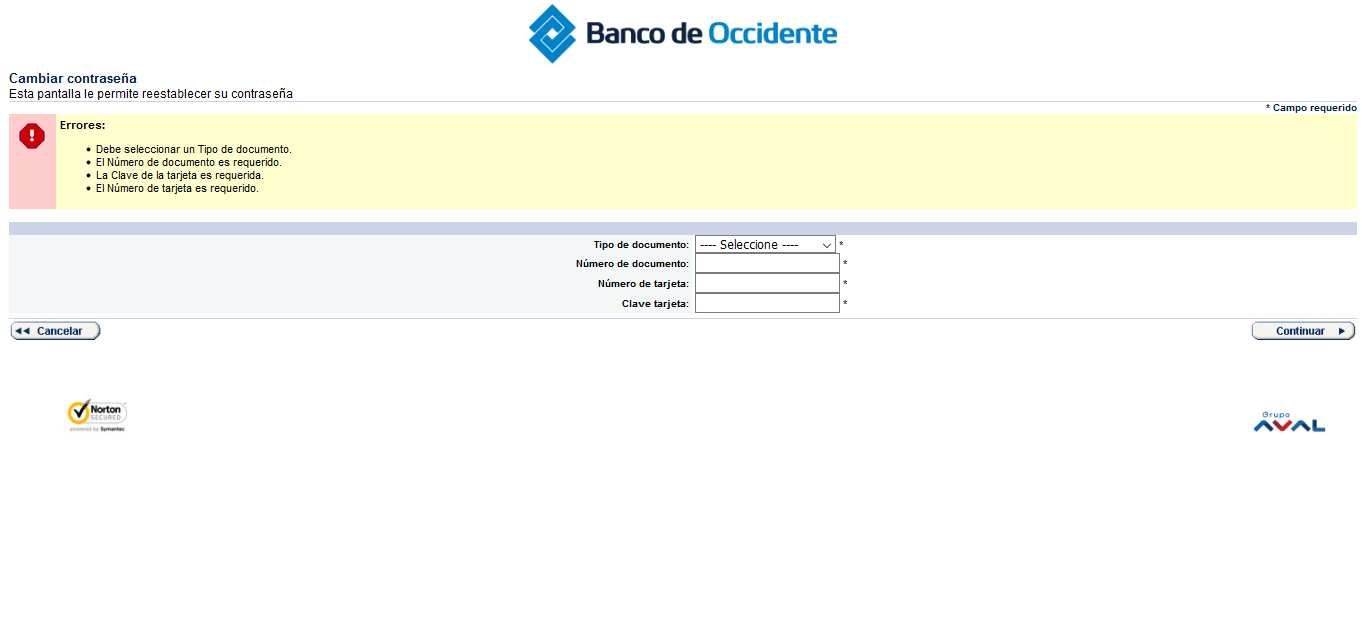 Banco de Occidente
Cambiar contraseña
Esta pantalla le permite reestablecer su contraseña
* Campo requerido
Errores:
• Debe seleccionar un Tipo de documento.
• El Número de documento es requerido.
• La Clave de la tarjeta es requerida.
• El Número de tarjeta es requerido.
Tipo de documento: ---- Seleccione ---- *
Número de documento: *
Número de tarjeta: *
Clave tarjeta: *
Cancelar
Continuar
Norton
SECURED
powered by Symantec
Grupo
AVAL